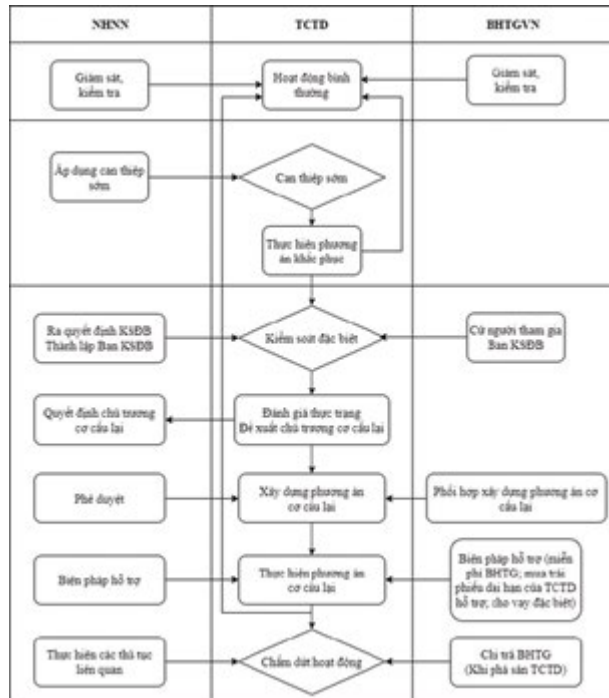 NHNN
TCTD
BHTGVN
Giám sát,
kiểm tra
Hoạt động bình
thường
Giám sát,
kiểm tra
Áp dụng can thiệp
sớm
Can thiệp sớm
Thực hiện phương
án khắc phục
Ra quyết định KSĐB
Thành lập Ban KSĐB
Kiểm soát đặc biệt
Cử người tham gia
Ban KSĐB
Quyết định chủ trương
cơ cấu lại
Đánh giá thực trạng
Đề xuất chủ trương cơ cấu lại
Phê duyệt
Xây dựng phương án
cơ cấu lại
Phối hợp xây dựng phương án cơ
cấu lại
Biện pháp hỗ trợ
Thực hiện phương án
cơ cấu lại
Biện pháp hỗ trợ (miễn
phí BHTG; mua trái
phiếu dài hạn của TCTD
hỗ trợ; cho vay đặc biệt)
Thực hiện các thủ tục
liên quan
Chấm dứt hoạt động
Chi trả BHTG
(Khi phá sản TCTD)